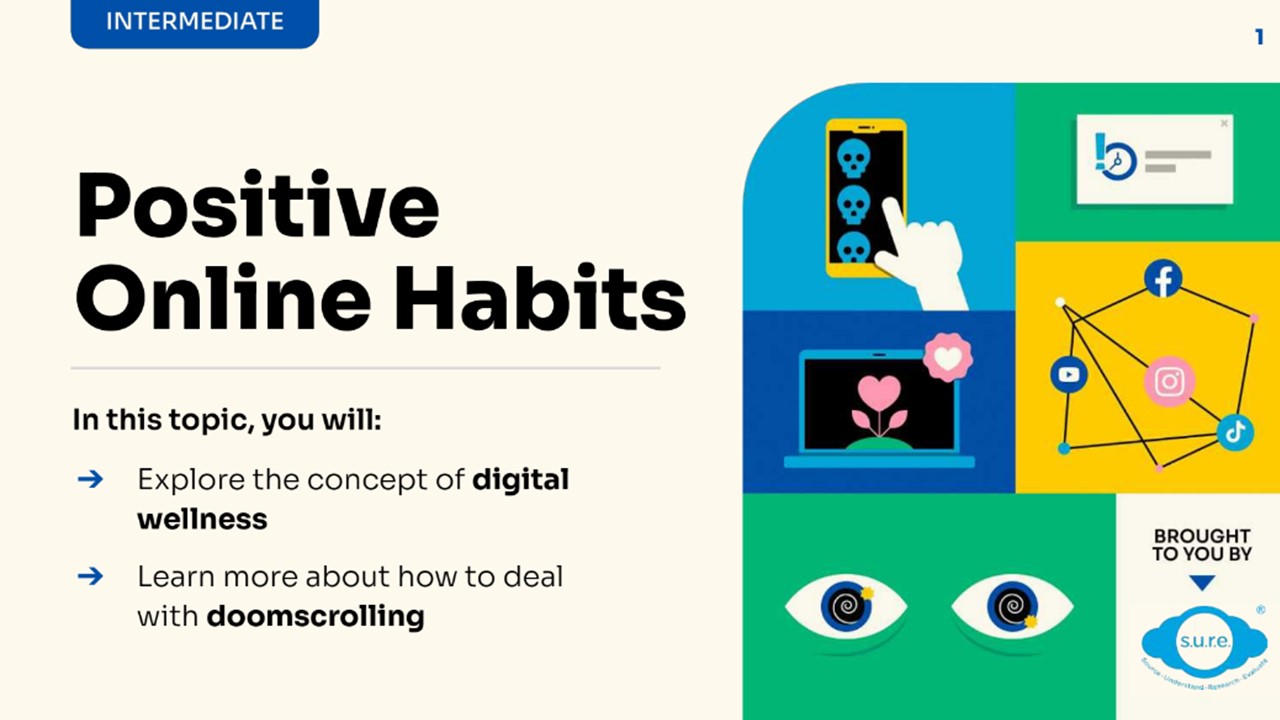 INTERMEDIATE
1
Positive
Online Habits
In this topic, you will:
➔ Explore the concept of digital
wellness
➔ Learn more about how to deal
with doomscrolling
BROUGHT
TO YOU BY
s.u.r.e.
®
Source · Understand · Research · Evaluate